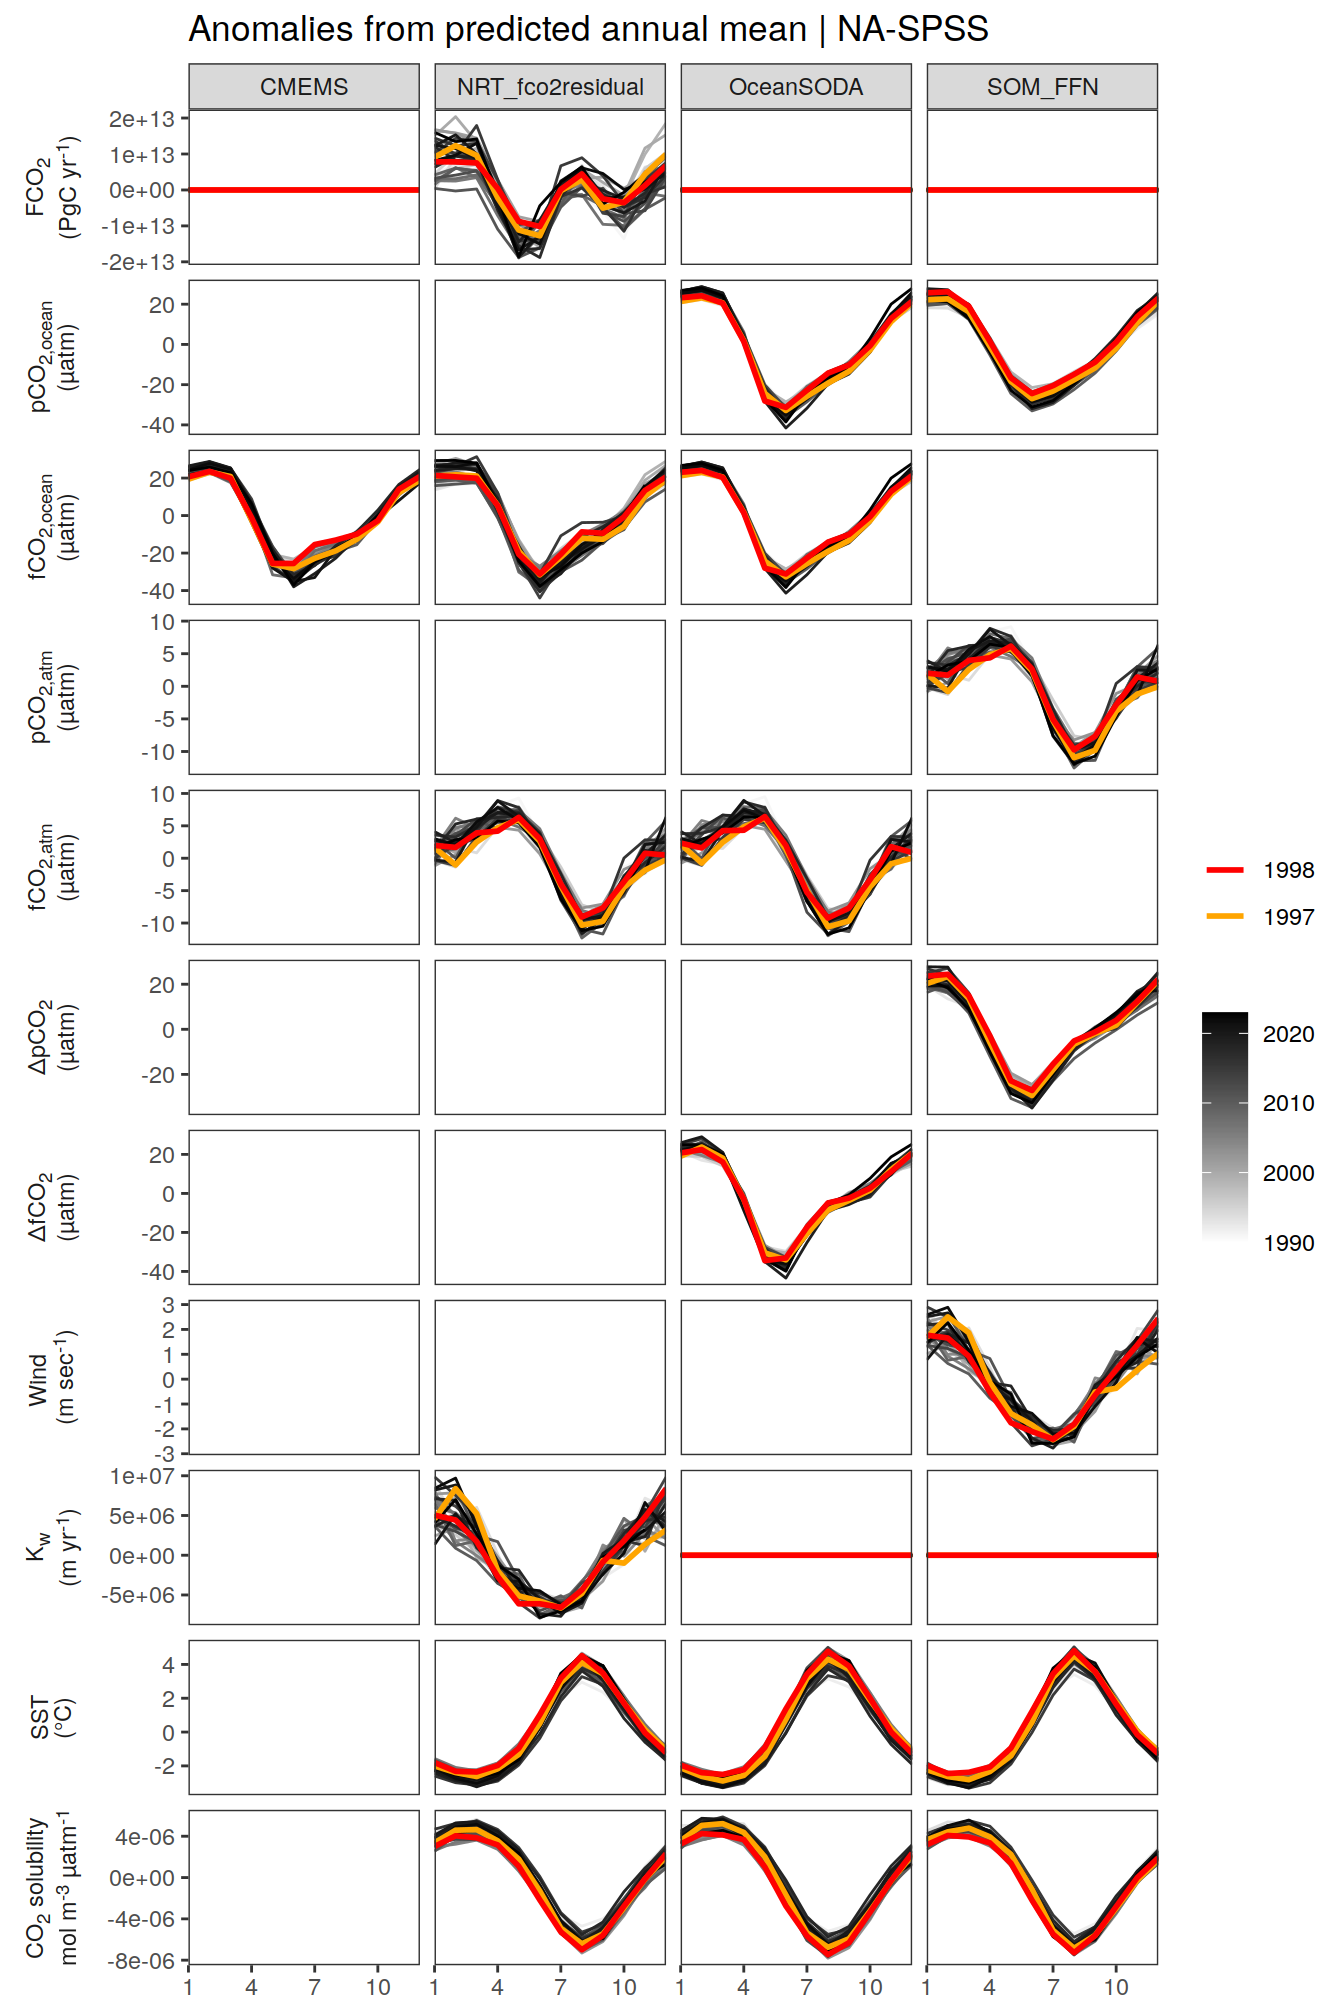 Anomalies from predicted annual mean | NA-SPSS
CMEMS
NRT_fco2residual
OceanSODA
SOM_FFN
FCO₂
(PgC yr⁻¹)
2e+13
1e+13
0e+00
-1e+13
-2e+13
pCO₂,ocean
(µatm)
20
0
-20
-40
fCO₂,ocean
(µatm)
20
0
-20
-40
pCO₂,atm
(µatm)
10
5
0
-5
-10
fCO₂,atm
(µatm)
10
5
0
-5
-10
ΔpCO₂
(µatm)
20
0
-20
ΔfCO₂
(µatm)
20
0
-20
-40
Wind
(m sec⁻¹)
3
2
1
0
-1
-2
-3
K_w
(m yr⁻¹)
1e+07
5e+06
0e+00
-5e+06
SST
(°C)
4
2
0
-2
CO₂ solubility
mol m⁻³ µatm⁻¹
4e-06
0e+00
-4e-06
-8e-06
1 4 7 10
1 4 7 10
1 4 7 10
1 4 7 10
1998
1997
2020
2010
2000
1990